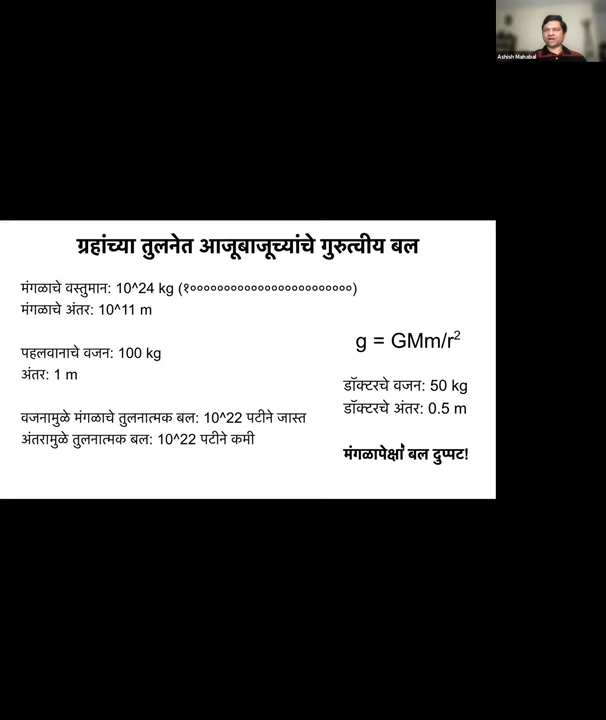 Ashish Mahabal
ग्रहांच्या तुलनेत आजूबाजूच्यांचे गुरुत्वीय बल
मंगळाचे वस्तुमान: 10^24 kg (१००००००००००००००००००००००००)
मंगळाचे अंतर: 10^11 m
g = GMm/r²
पहलवानाचे वजन: 100 kg
अंतर: 1 m
डॉक्टरचे वजन: 50 kg
डॉक्टरचे अंतर: 0.5 m
वजनामुळे मंगळाचे तुलनात्मक बल: 10^22 पटीने जास्त
अंतरामुळे तुलनात्मक बल: 10^22 पटीने कमी
मंगळापेक्षा बल दुप्पट!